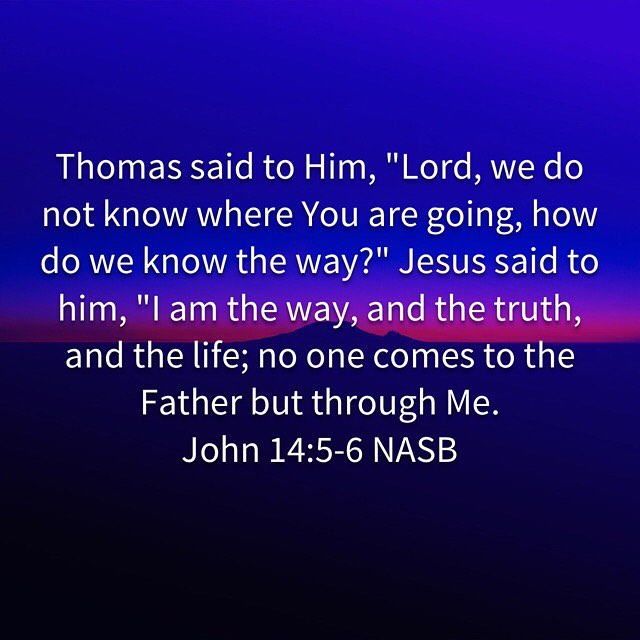 Thomas said to Him, "Lord, we do
not know where You are going, how
do we know the way?" Jesus said to
him, "I am the way, and the truth,
and the life; no one comes to the
Father but through Me.
John 14:5-6 NASB